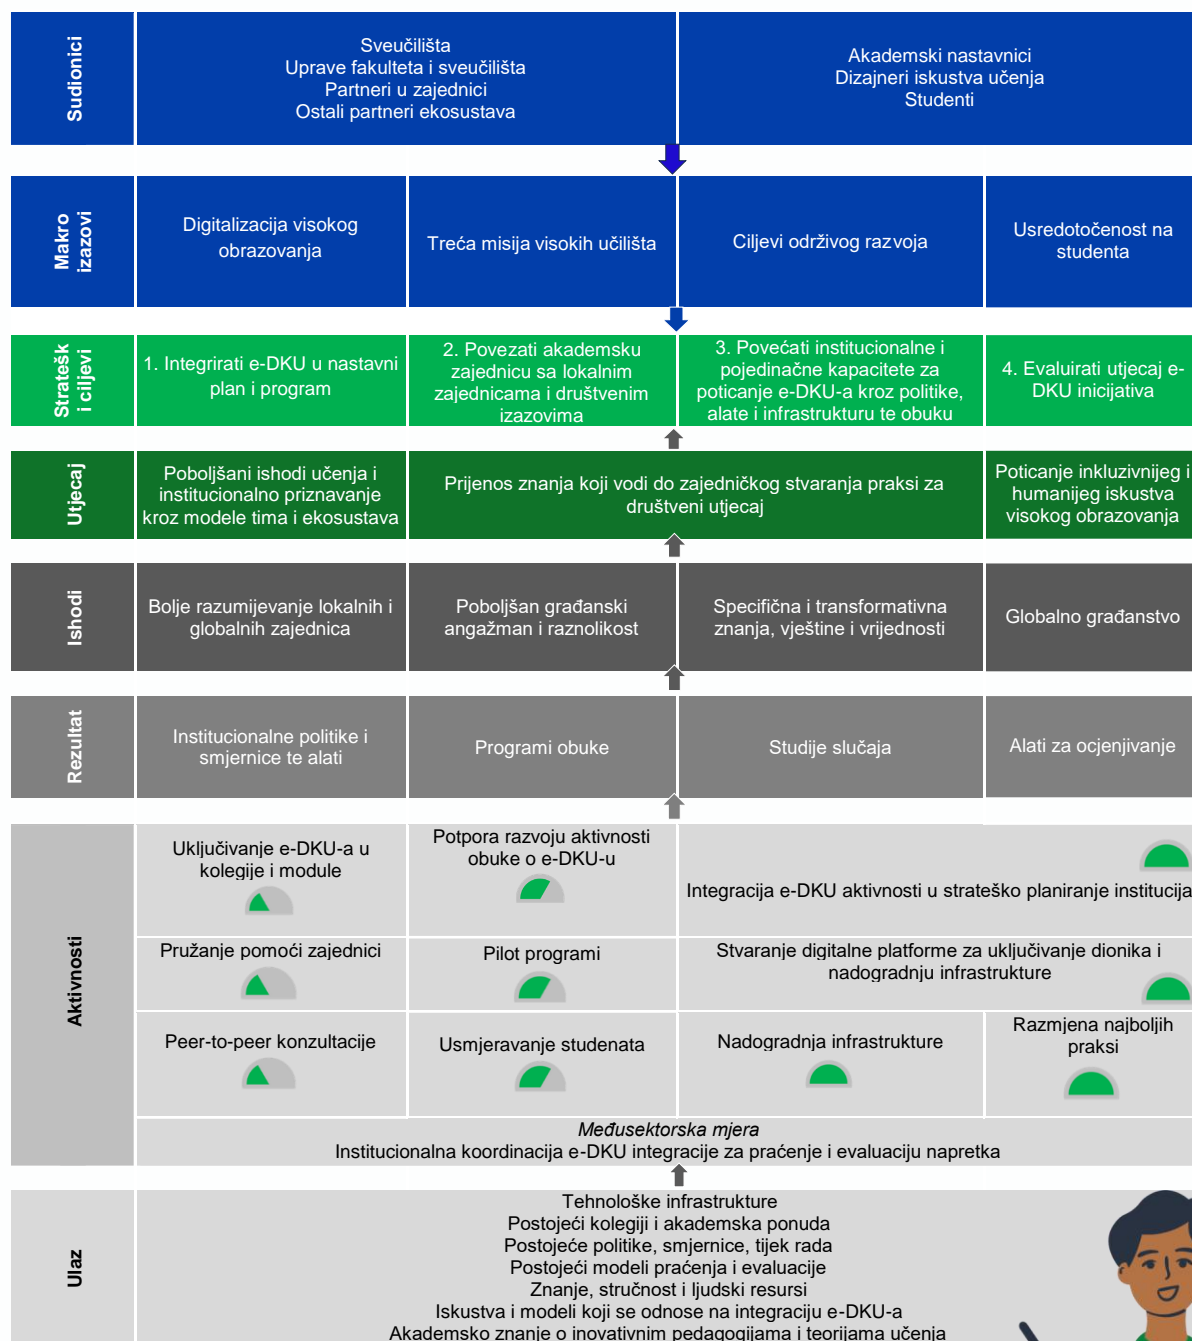 Sudionici
Sveučilišta
Uprave fakulteta i sveučilišta
Partneri u zajednici
Ostali partneri ekosustava
Akademski nastavnici
Dizajneri iskustva učenja
Studenti
Makro
izazovi
Digitalizacija visokog
obrazovanja
Treća misija visokih učilišta
Ciljevi održivog razvoja
Usredotočenost na
studenta
Stratešk
i ciljevi
1. Integrirati e-DKU u nastavni
plan i program
2. Povezati akademsku
zajednicu sa lokalnim
zajednicama i društvenim
izazovima
3. Povećati institucionalne i
pojedinačne kapacitete za
poticanje e-DKU-a kroz politike,
alate i infrastrukturu te obuku
4. Evaluirati utjecaj e-
DKU inicijativa
Utjecaj
Poboljšani ishodi učenja i
institucionalno priznavanje
kroz modele tima i ekosustava
Prijenos znanja koji vodi do zajedničkog stvaranja praksi za
društveni utjecaj
Poticanje inkluzivnijeg i
humanijeg iskustva
visokog obrazovanja
Ishodi
Bolje razumijevanje lokalnih i
globalnih zajednica
Poboljšan građanski
angažman i raznolikost
Specifična i transformativna
znanja, vještine i vrijednosti
Globalno građanstvo
Rezultat
Institucionalne politike i
smjernice te alati
Programi obuke
Studije slučaja
Alati za ocjenjivanje
Aktivnosti
Uključivanje e-DKU-a u
kolegije i module
Potpora razvoju aktivnosti
obuke o e-DKU-u
Integracija e-DKU aktivnosti u strateško planiranje institucija
Pružanje pomoći zajednici
Pilot programi
Stvaranje digitalne platforme za uključivanje dionika i
nadogradnju infrastrukture
Peer-to-peer konzultacije
Usmjeravanje studenata
Nadogradnja infrastrukture
Razmjena najboljih
praksi
Međusektorska mjera
Institucionalna koordinacija e-DKU integracije za praćenje i evaluaciju napretka
Ulaz
Tehnološke infrastrukture
Postojeći kolegiji i akademska ponuda
Postojeće politike, smjernice, tijek rada
Postojeći modeli praćenja i evaluacije
Znanje, stručnost i ljudski resursi
Iskustva i modeli koji se odnose na integraciju e-DKU-a
Akademsko znanje o inovativnim pedagogijama i teorijama učenja